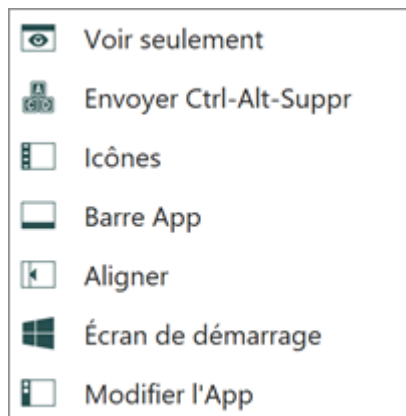 Voir seulement
Envoyer Ctrl-Alt-Suppr
Icônes
Barre App
Aligner
Écran de démarrage
Modifier l'App